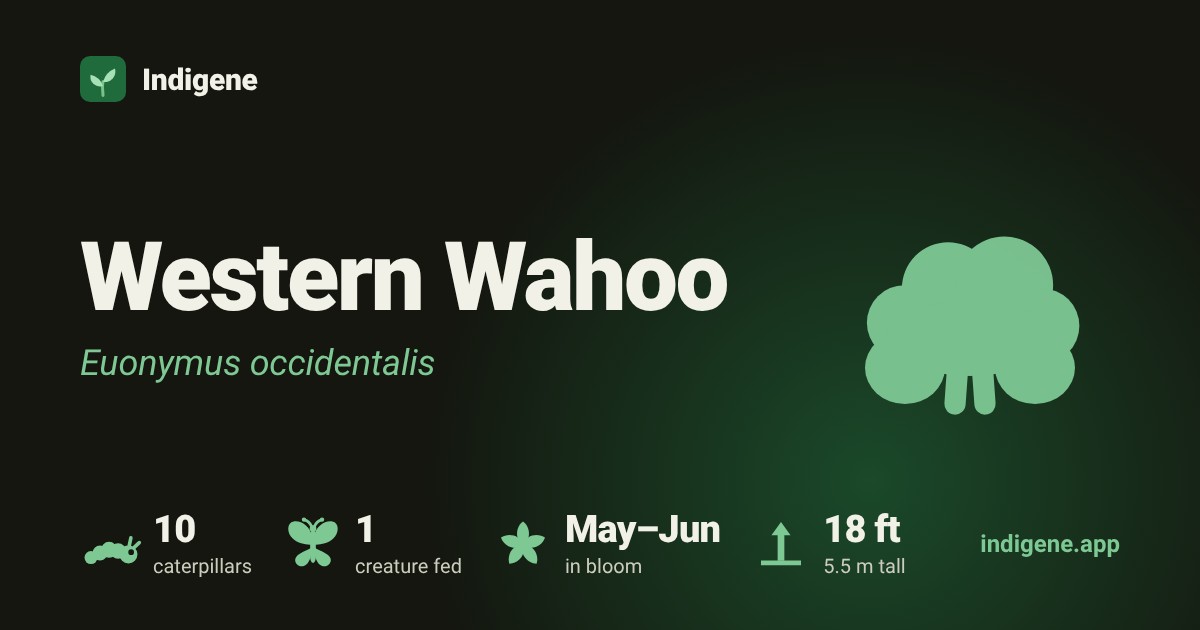 Indigene
Western Wahoo
Euonymus occidentalis
10
caterpillars
1
creature fed
May–Jun
in bloom
18 ft
5.5 m tall
indigene.app